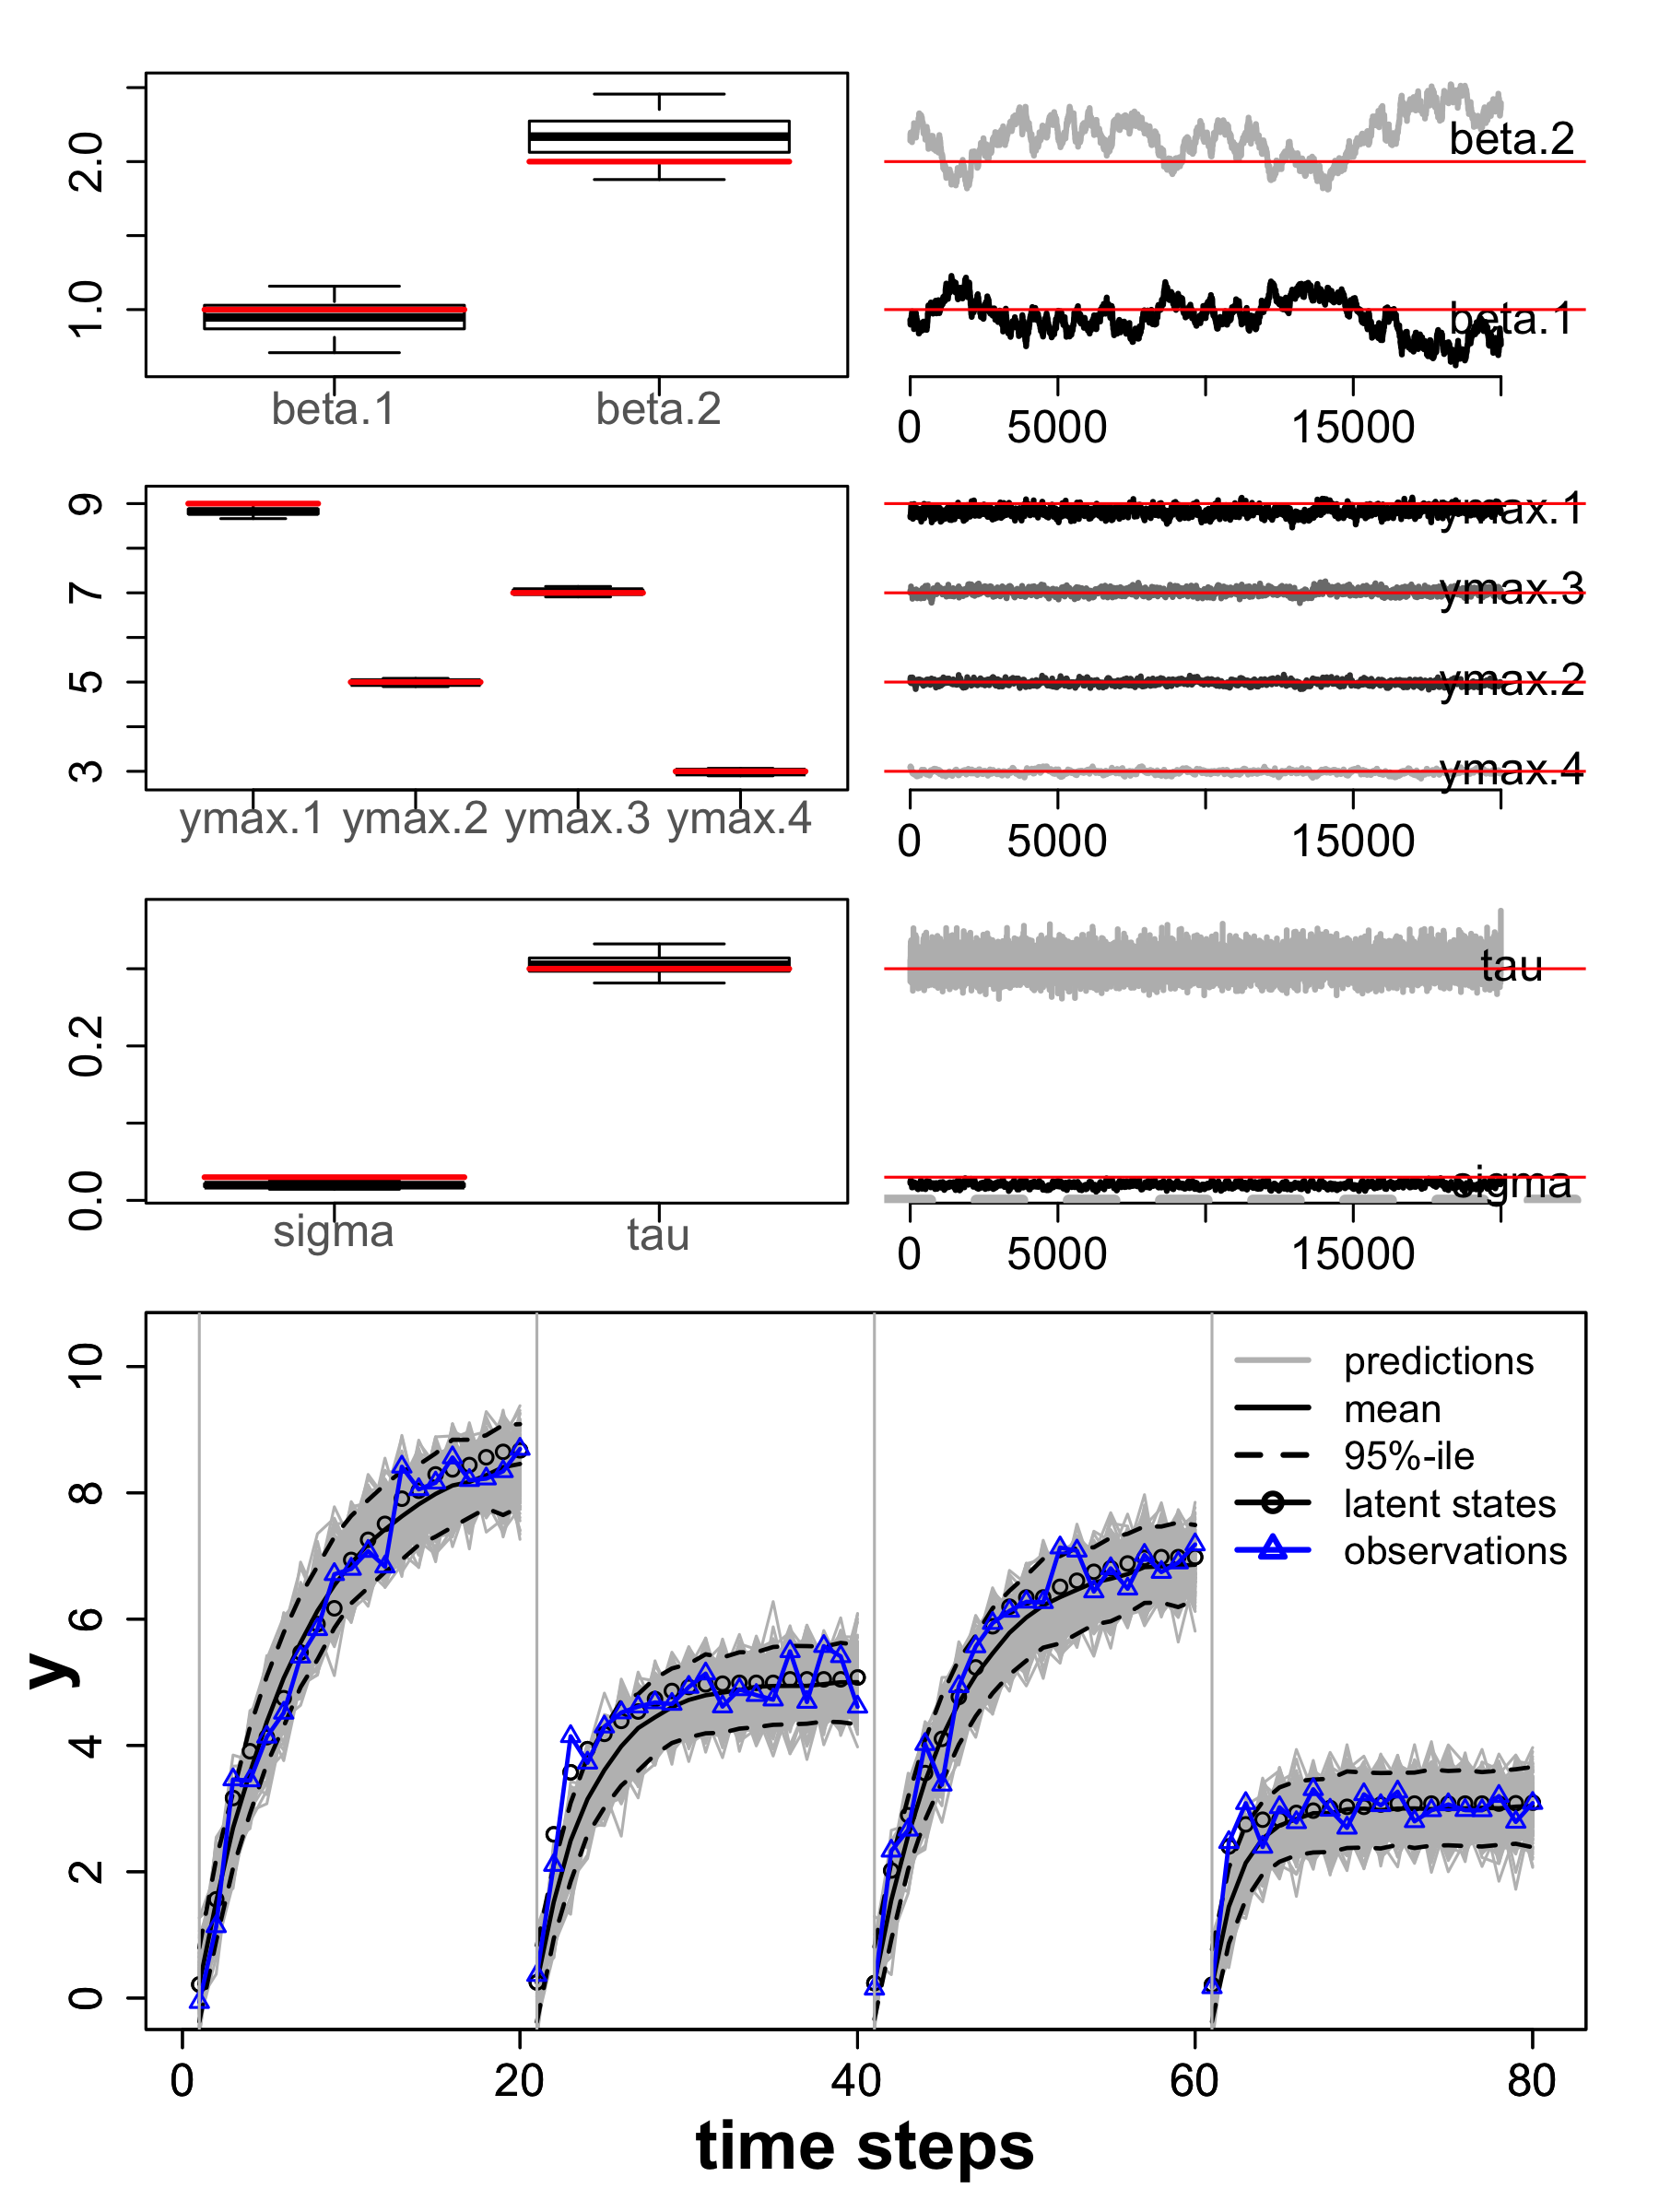 2.0
1.0
beta.1 beta.2
beta.2
beta.1
0 5000 15000
9
7
5
3
ymax.1 ymax.2 ymax.3 ymax.4
ymax.1
ymax.3
ymax.2
ymax.4
0 5000 15000
0.2
0.0
sigma tau
tau
sigma
0 5000 15000
10
8
6
4
2
0
y
predictions
mean
95%-ile
latent states
observations
0 20 40 60 80
time steps